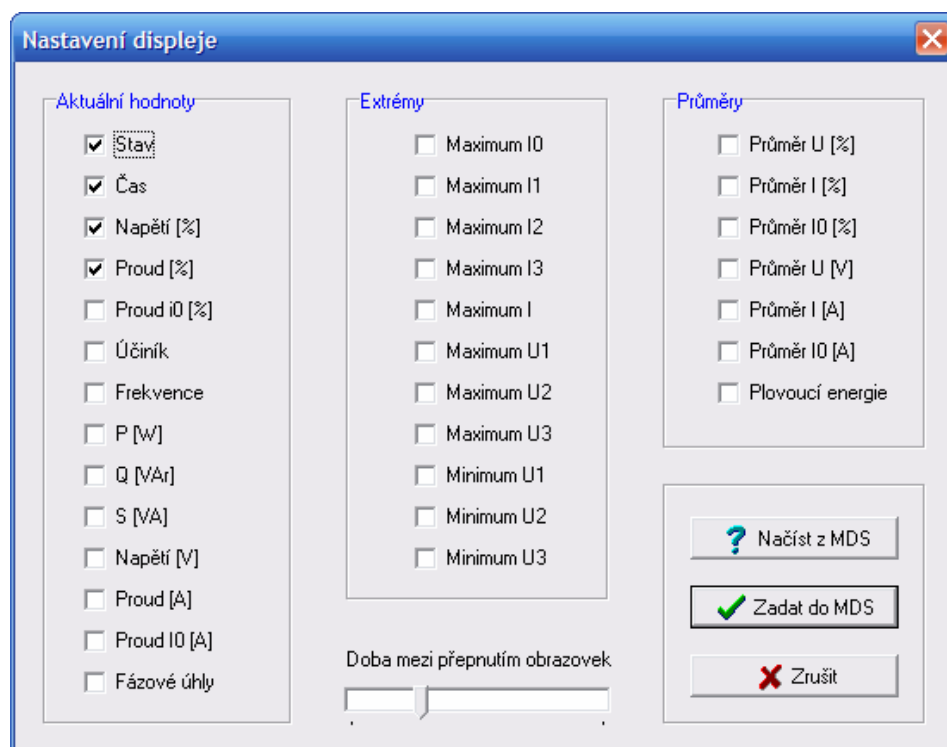 Nastavení displeje
Aktuální hodnoty
Stav
Čas
Napětí [%]
Proud [%]
Proud i0 [%]
Účiník
Frekvence
P [W]
Q [VAr]
S [VA]
Napětí [V]
Proud [A]
Proud I0 [A]
Fázové úhly
Extrémy
Maximum I0
Maximum I1
Maximum I2
Maximum I3
Maximum I
Maximum U1
Maximum U2
Maximum U3
Minimum U1
Minimum U2
Minimum U3
Doba mezi přepnutím obrazovek
Průměry
Průměr U [%]
Průměr I [%]
Průměr I0 [%]
Průměr U [V]
Průměr I [A]
Průměr I0 [A]
Plovoucí energie
Načíst z MDS
Zadat do MDS
Zrušit